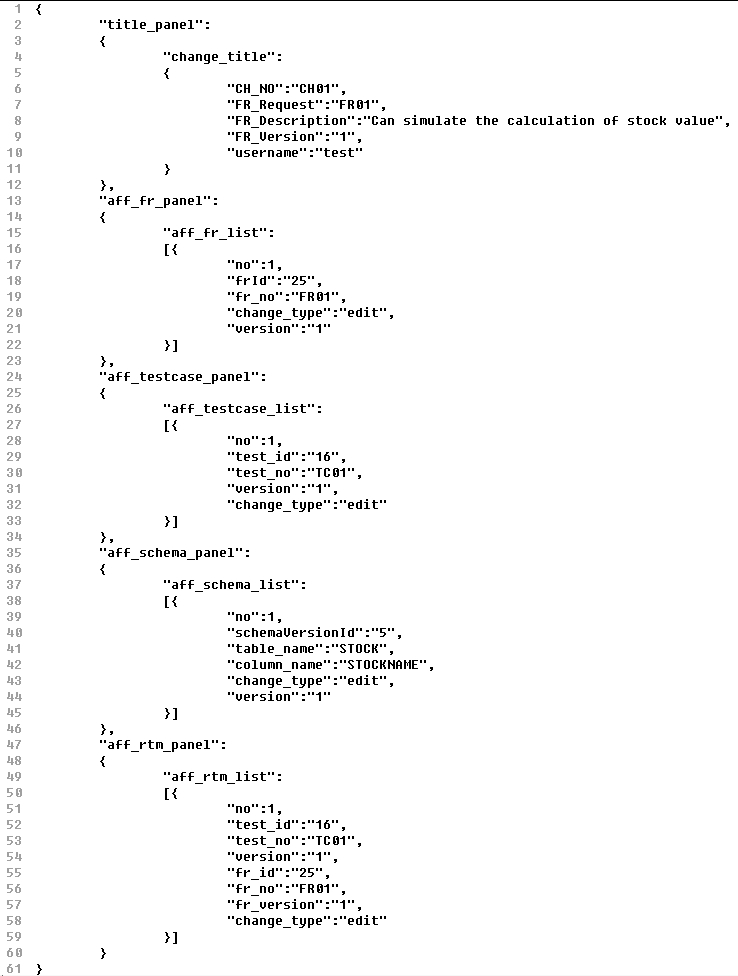 1 {
2 "title_panel":
3 {
4 "change_title":
5 {
6 "CH_NO":"CH01",
7 "FR_Request":"FR01",
8 "FR_Description":"Can simulate the calculation of stock value",
9 "FR_Version":"1",
10 "username":"test"
11 }
12 },
13 "aff_fr_panel":
14 {
15 "aff_fr_list":
16 [{
17 "no":1,
18 "frId":"25",
19 "fr_no":"FR01",
20 "change_type":"edit",
21 "version":"1"
22 }]
23 },
24 "aff_testcase_panel":
25 {
26 "aff_testcase_list":
27 [{
28 "no":1,
29 "test_id":"16",
30 "test_no":"TC01",
31 "version":"1",
32 "change_type":"edit"
33 }]
34 },
35 "aff_schema_panel":
36 {
37 "aff_schema_list":
38 [{
39 "no":1,
40 "schemaVersionId":"5",
41 "table_name":"STOCK",
42 "column_name":"STOCKNAME",
43 "change_type":"edit",
44 "version":"1"
45 }]
46 },
47 "aff_rtm_panel":
48 {
49 "aff_rtm_list":
50 [{
51 "no":1,
52 "test_id":"16",
53 "test_no":"TC01",
54 "version":"1",
55 "fr_id":"25",
56 "fr_no":"FR01",
57 "fr_version":"1",
58 "change_type":"edit"
59 }]
60 }
61 }